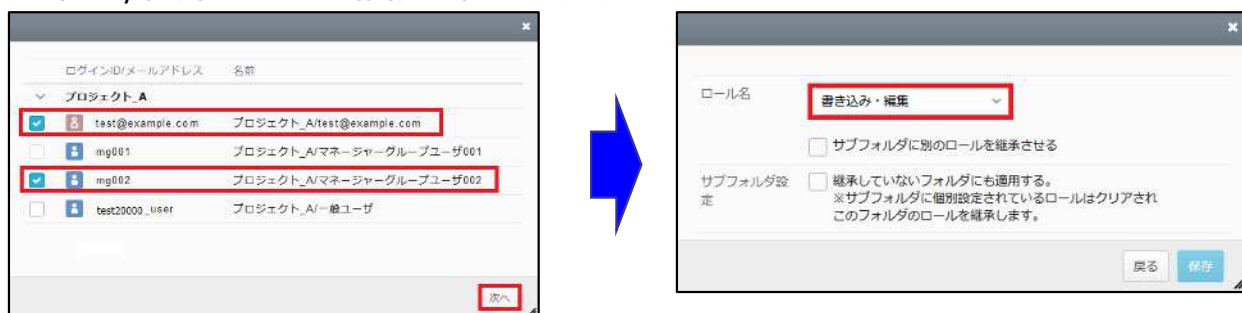 ログインID/メールアドレス 名前
プロジェクト_A
test@example.com プロジェクト_A/test@example.com
mg001 プロジェクト_A/マネージャーグループユーザ001
mg002 プロジェクト_A/マネージャーグループユーザ002
test20000_user プロジェクト_A/一般ユーザ
次へ
ロール名 書き込み・編集
サブフォルダに別のロールを継承させる
サブフォルダ設定 継承していないフォルダにも適用する。
※サブフォルダに個別設定されているロールはクリアされ
このフォルダのロールを継承します。
戻る 保存